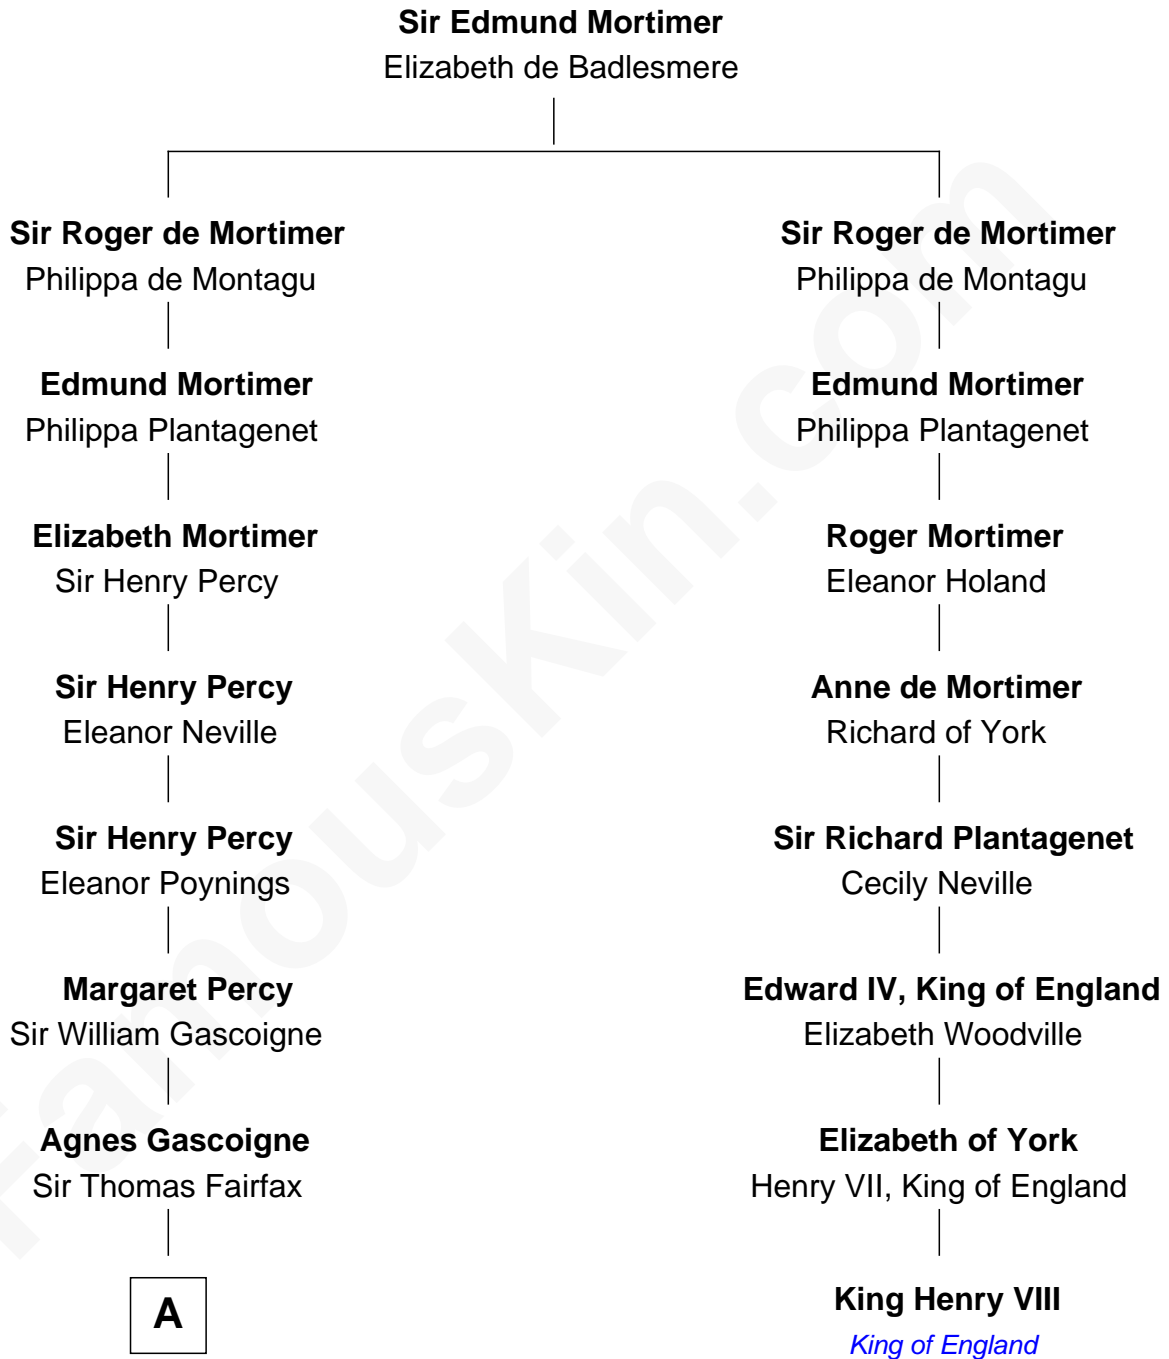 Sir Edmund Mortimer
Elizabeth de Badlesmere
Sir Roger de Mortimer
Philippa de Montagu
Edmund Mortimer
Philippa Plantagenet
Elizabeth Mortimer
Sir Henry Percy
Sir Henry Percy
Eleanor Neville
Sir Henry Percy
Eleanor Poynings
Margaret Percy
Sir William Gascoigne
Agnes Gascoigne
Sir Thomas Fairfax
A
Sir Roger de Mortimer
Philippa de Montagu
Edmund Mortimer
Philippa Plantagenet
Roger Mortimer
Eleanor Holand
Anne de Mortimer
Richard of York
Sir Richard Plantagenet
Cecily Neville
Edward IV, King of England
Elizabeth Woodville
Elizabeth of York
Henry VII, King of England
King Henry VIII
King of England
FamousKin.com